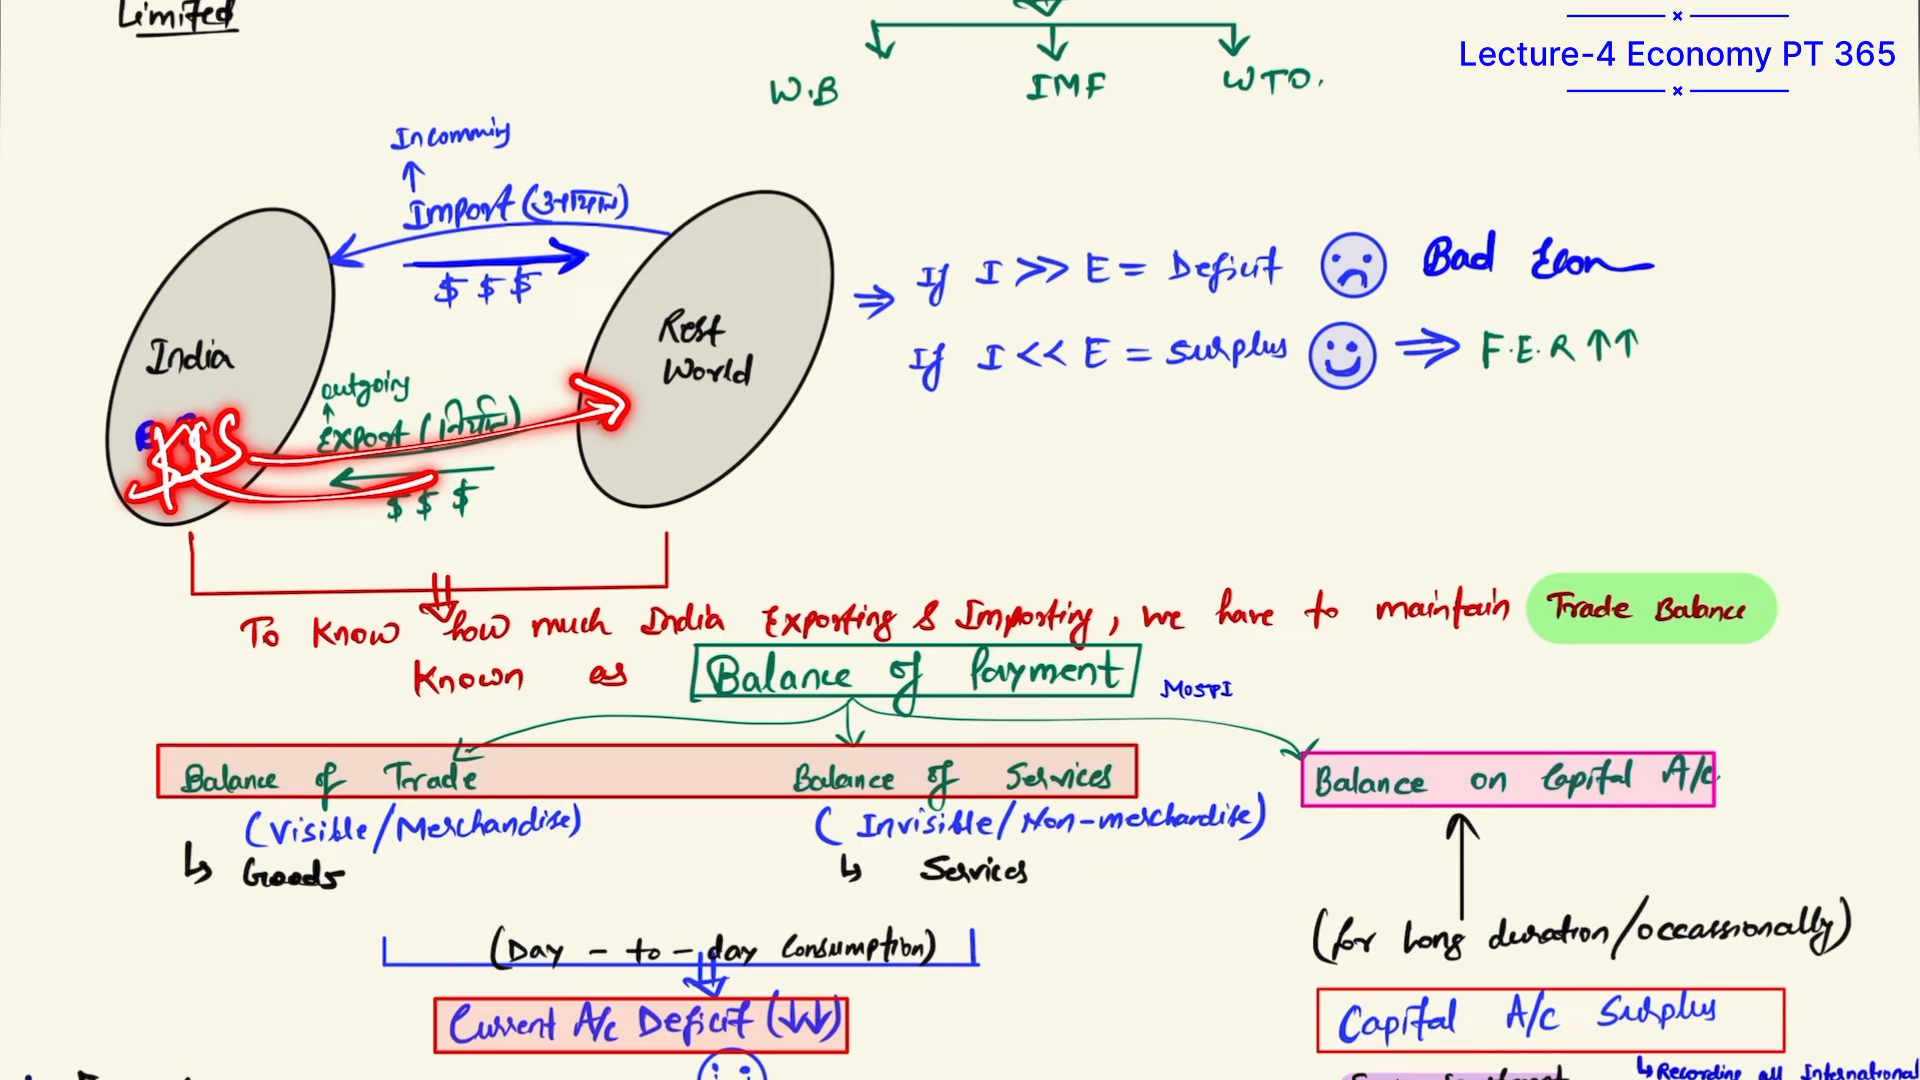 Limited
Lecture-4 Economy PT 365
W.B IMF WTO.
Incomming
Import (आयात)
$ $ $
India
Rest World
outgoing
Export (निर्यात)
$ $ $
$$$
If I >> E = Deficit Bad Econ
If I << E = Surplus ⇒ F.E.R ↑↑
To Know how much India Exporting & Importing, we have to maintain Trade Balance
Known as Balance of Payment MOSPI
Balance of Trade Balance of Services Balance on Capital A/c
(Visible/Merchandise) (Invisible/Non-merchandise)
↳ Goods ↳ Services
(Day - to - day Consumption) (for long duration/occassionally)
Current A/c Deficit (↓↓) Capital A/c Surplus
↳ Recording all International